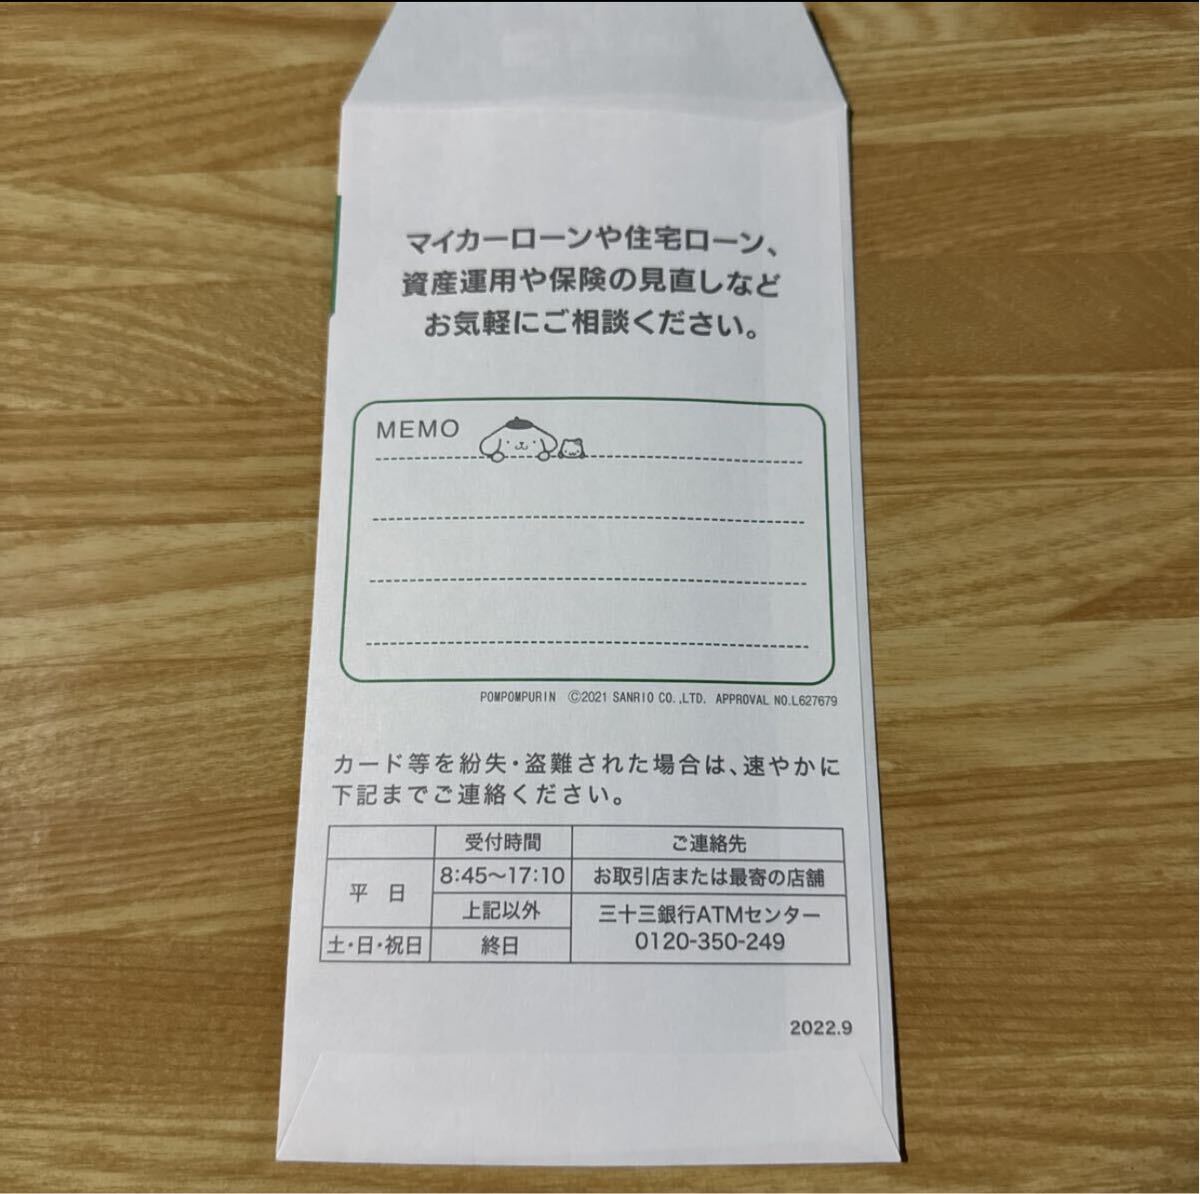 マイカーローンや住宅ローン、
資産運用や保険の見直しなど
お気軽にご相談ください。
MEMO
POMPOMPURIN ©2021 SANRIO CO.,LTD. APPROVAL NO.L627679
カード等を紛失・盗難された場合は、速やかに
下記までご連絡ください。
受付時間 ご連絡先
平 日 8:45～17:10 お取引店または最寄の店舗
上記以外 三十三銀行ATMセンター
0120-350-249
土・日・祝日 終日
2022.9